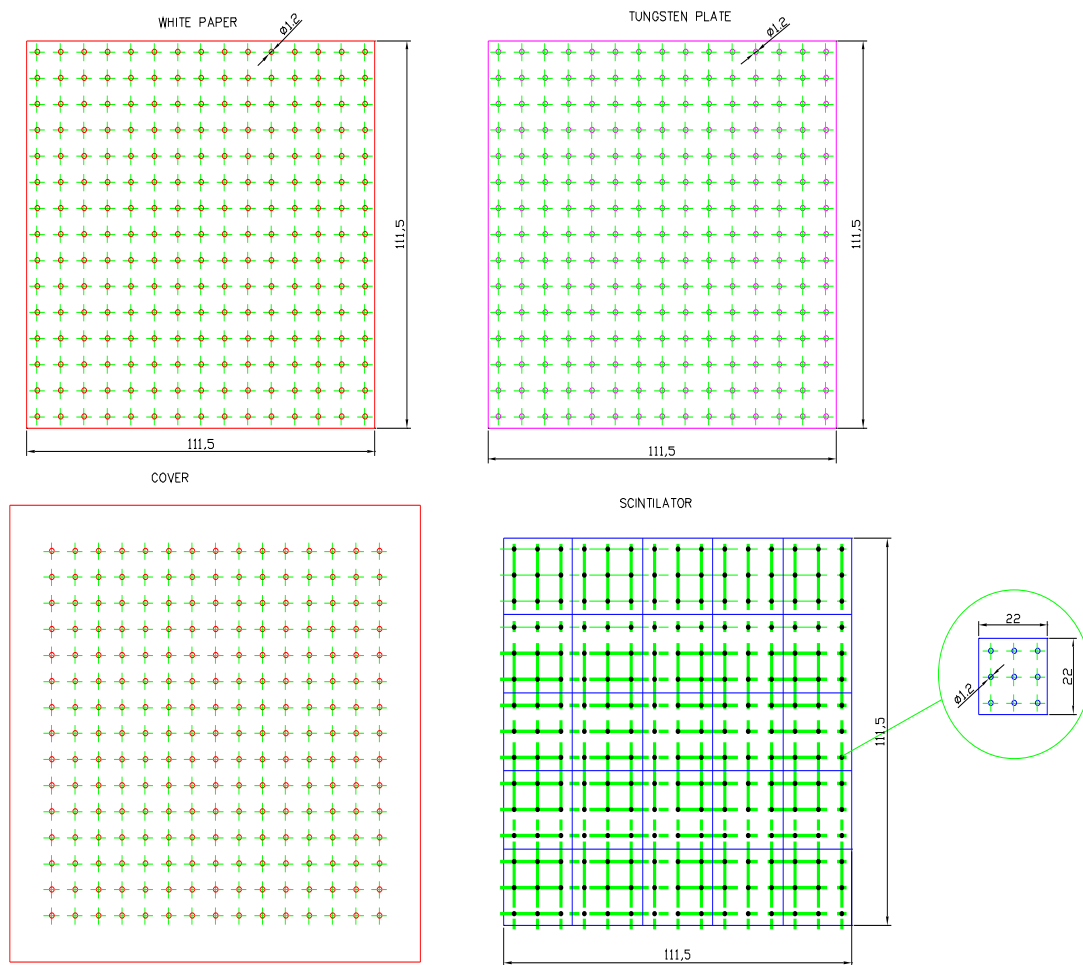 WHITE PAPER
Ø1.2
111,5
111,5
TUNGSTEN PLATE
Ø1.2
111,5
111,5
COVER
SCINTILATOR
111,5
111,5
22
22
Ø1.2